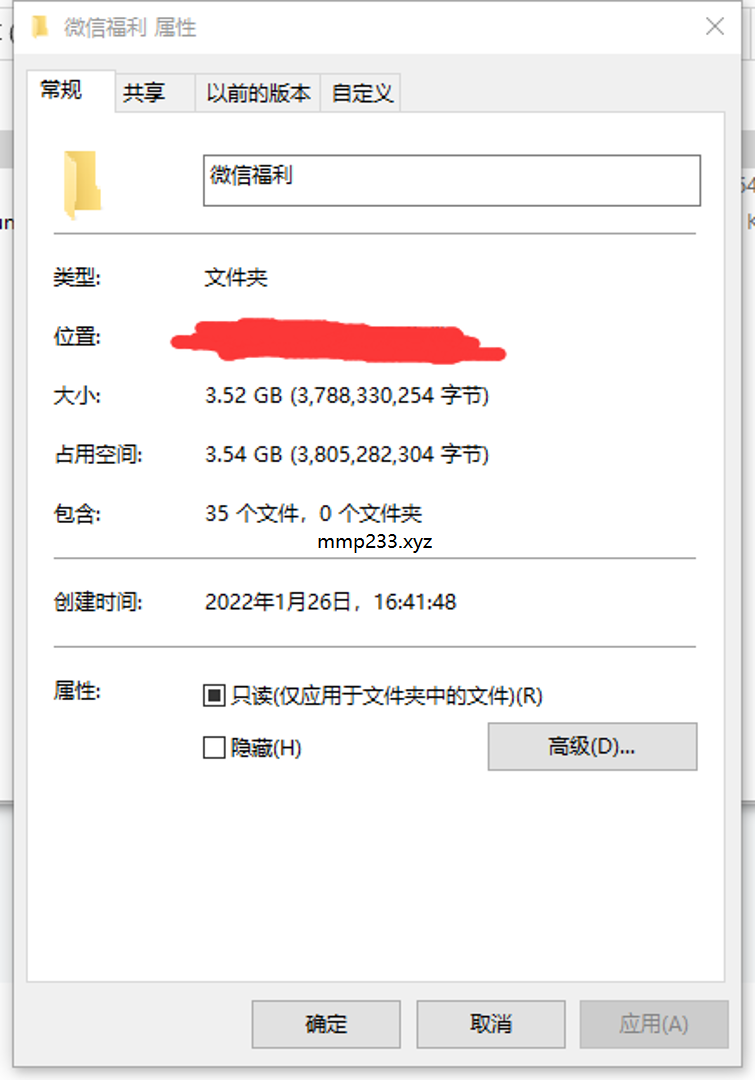 微信福利 属性
常规 共享 以前的版本 自定义
微信福利
类型: 文件夹
位置:
大小: 3.52 GB (3,788,330,254 字节)
占用空间: 3.54 GB (3,805,282,304 字节)
包含: 35 个文件，0 个文件夹
mmp233.xyz
创建时间: 2022年1月26日，16:41:48
属性: 只读(仅应用于文件夹中的文件)(R)
隐藏(H) 高级(D)...
确定 取消 应用(A)